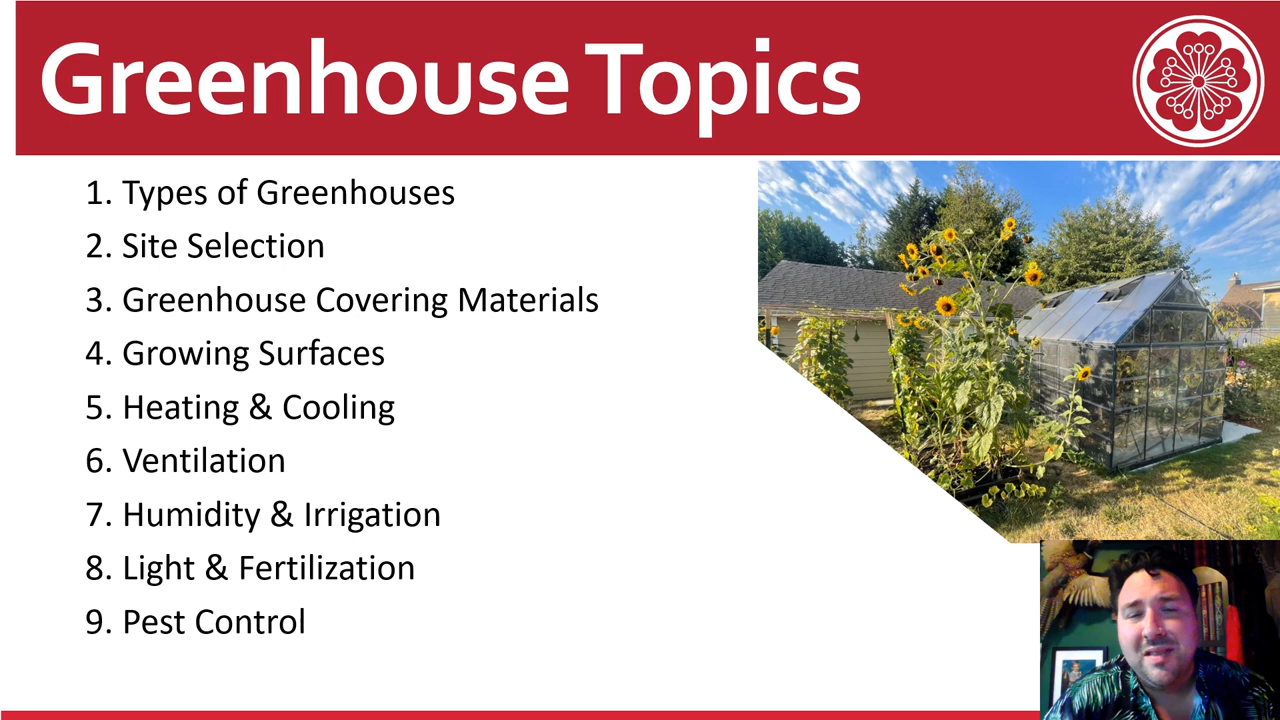 Greenhouse Topics
1. Types of Greenhouses
2. Site Selection
3. Greenhouse Covering Materials
4. Growing Surfaces
5. Heating & Cooling
6. Ventilation
7. Humidity & Irrigation
8. Light & Fertilization
9. Pest Control